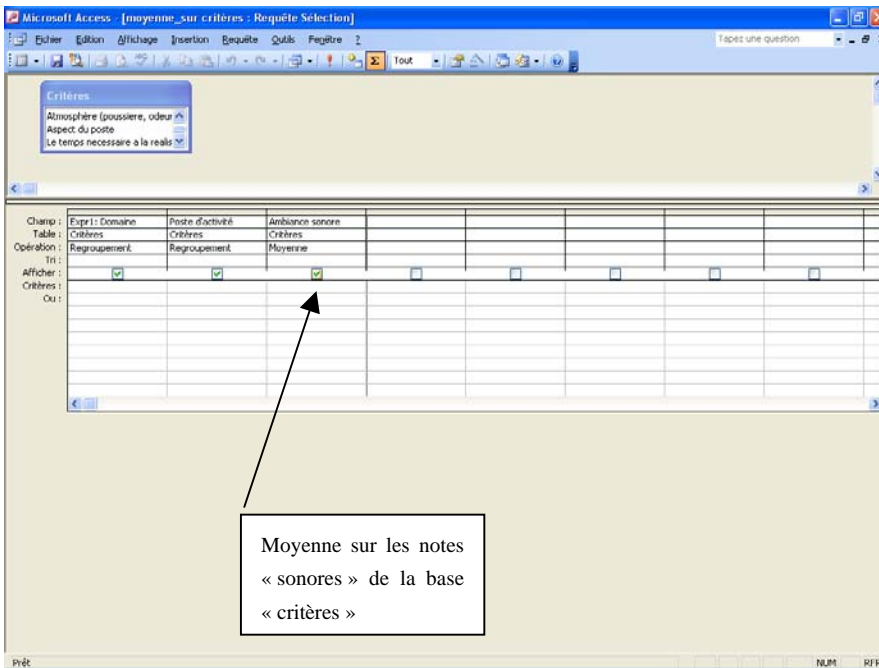 Microsoft Access - [moyenne_sur critères : Requête Sélection]
Fichier Edition Affichage Insertion Requête Outils Fenêtre ?
Tapez une question
Tout
Critères
Atmosphère (poussiere, odeur
Aspect du poste
Le temps necessaire a la realis
Champ : Expr1: Domaine Poste d'activité Ambiance sonore
Table : Critères Critères Critères
Opération : Regroupement Regroupement Moyenne
Tri :
Afficher :
Critères :
Ou :
Moyenne sur les notes
« sonores » de la base
« critères »
Prêt NUM RFP